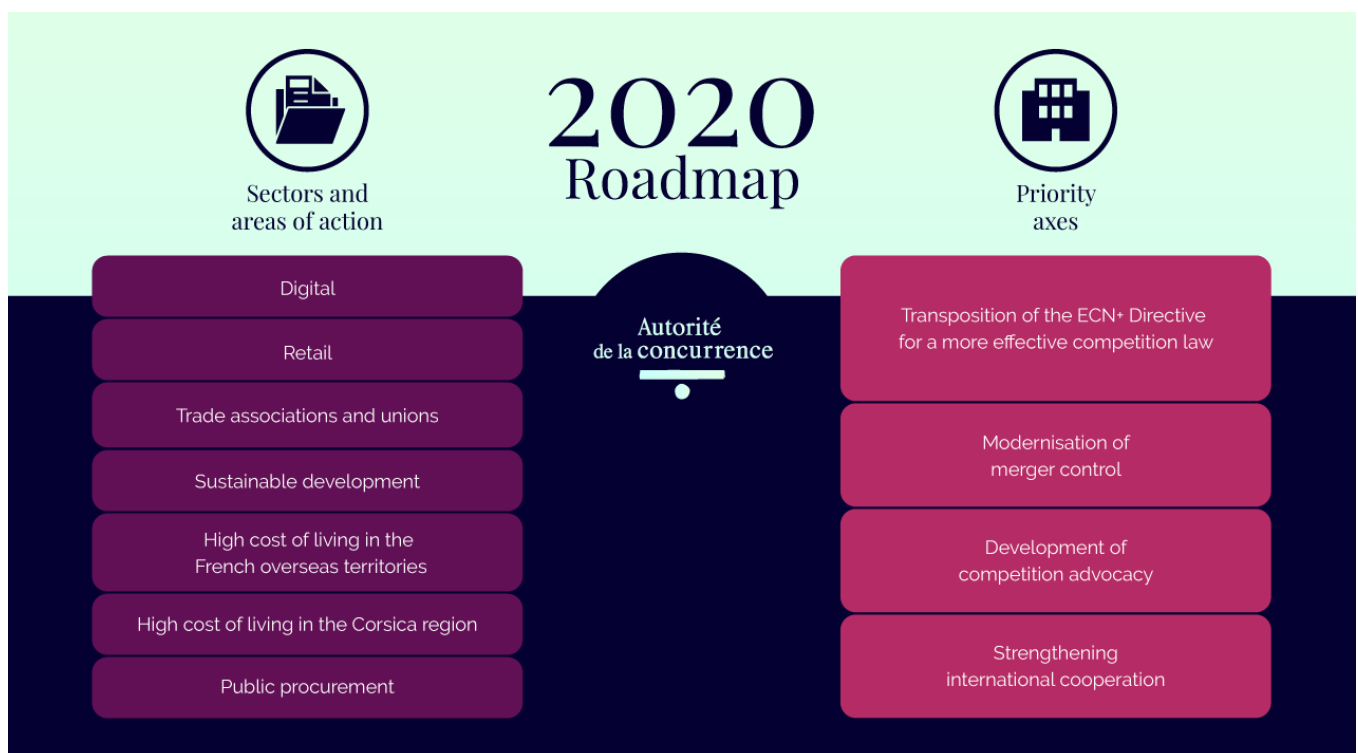 2020
Roadmap
Sectors and
areas of action
Digital
Retail
Trade associations and unions
Sustainable development
High cost of living in the
French overseas territories
High cost of living in the Corsica region
Public procurement
Autorité
de la concurrence
Priority
axes
Transposition of the ECN+ Directive
for a more effective competition law
Modernisation of
merger control
Development of
competition advocacy
Strengthening
international cooperation